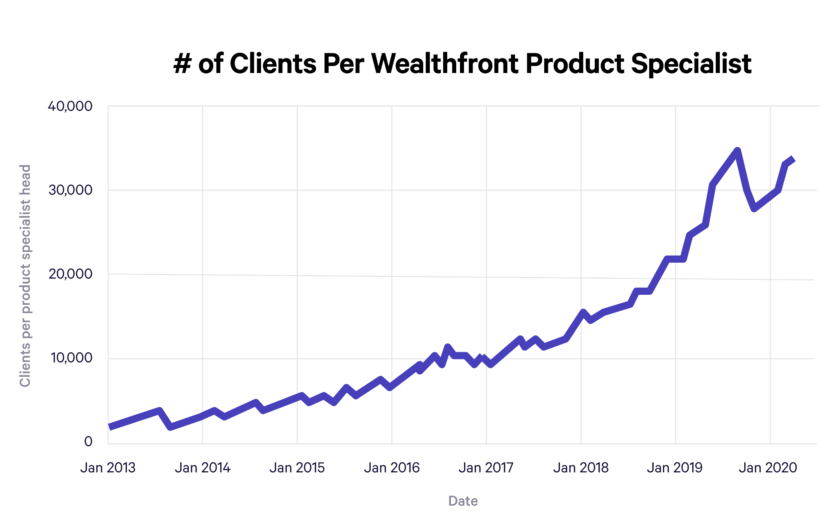 # of Clients Per Wealthfront Product Specialist
40,000
30,000
20,000
10,000
0
Clients per product specialist head
Jan 2013 Jan 2014 Jan 2015 Jan 2016 Jan 2017 Jan 2018 Jan 2019 Jan 2020
Date